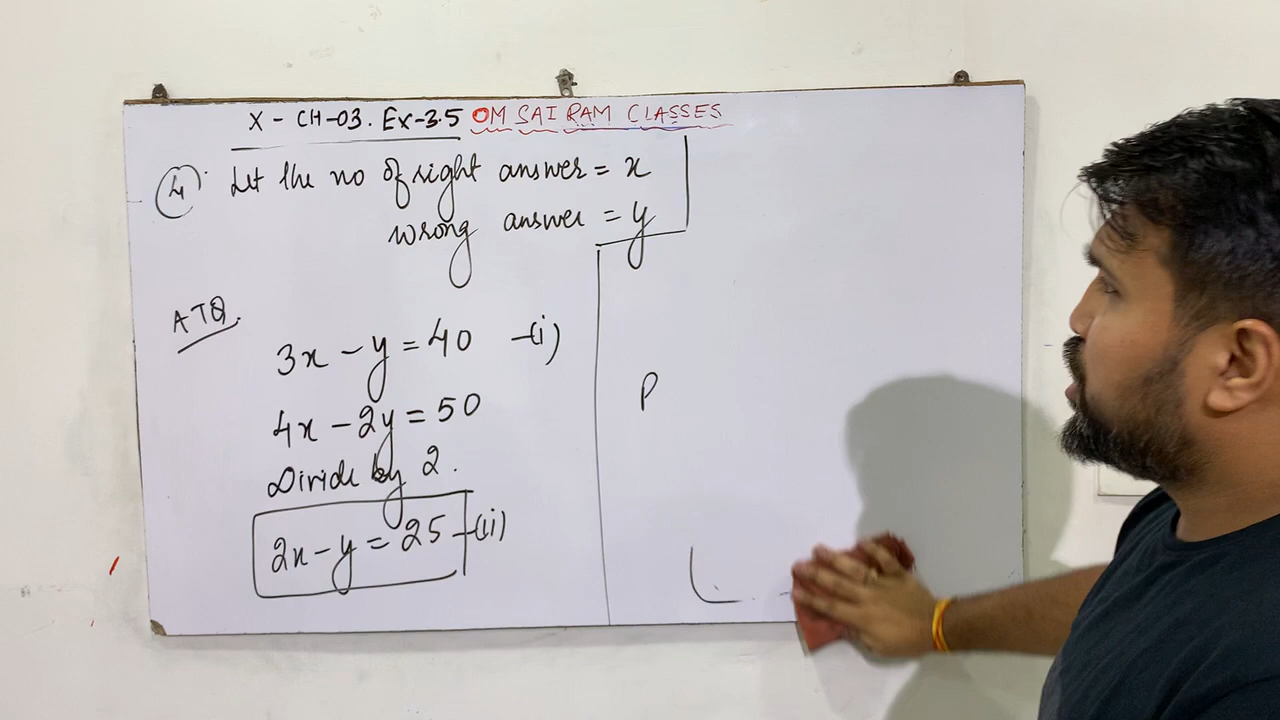 X - CH-03. Ex-3.5 OM SAI RAM CLASSES
(4). Let the no of right answer = x
wrong answer = y
ATQ.
3x - y = 40 -(i)
4x - 2y = 50
Divide by 2.
2x - y = 25 -(ii)
P